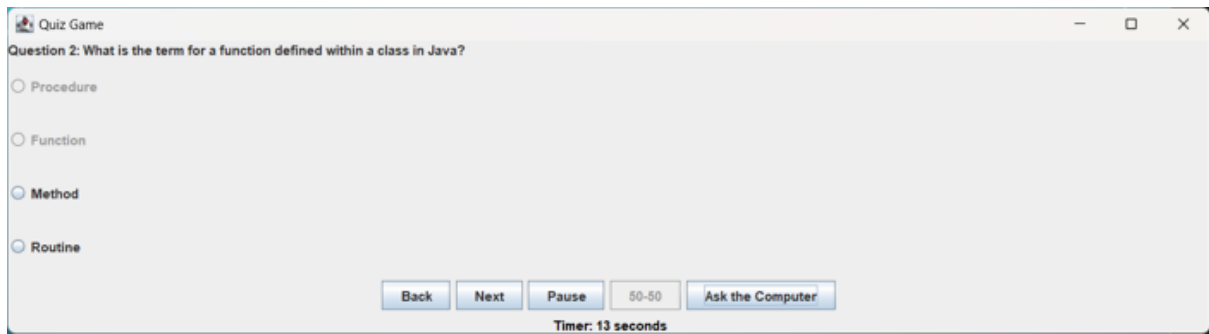 Quiz Game
Question 2: What is the term for a function defined within a class in Java?
Procedure
Function
Method
Routine
Back Next Pause 50-50 Ask the Computer
Timer: 13 seconds